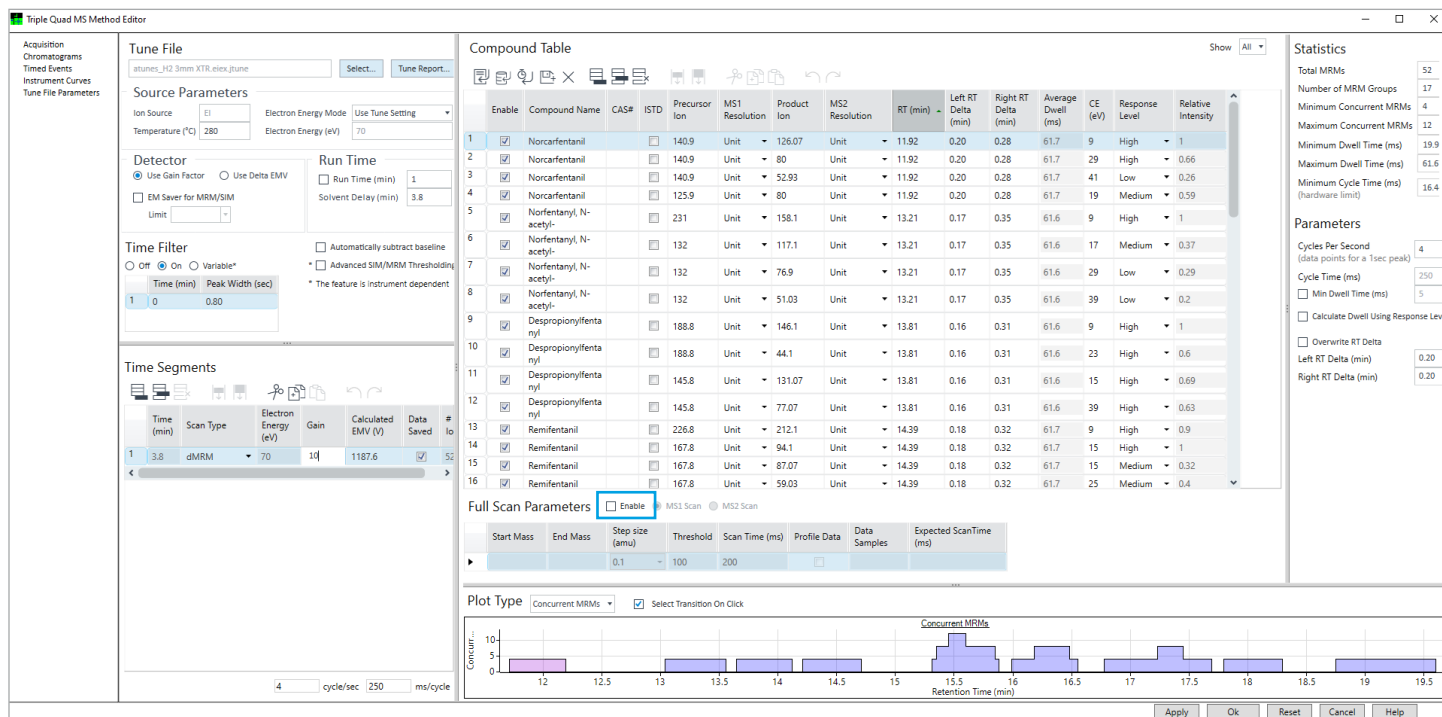 Triple Quad MS Method Editor
Acquisition
Chromatograms
Timed Events
Instrument Curves
Tune File Parameters
Tune File
atunes_H2 3mm XTR.eiex.jtune
Select...
Tune Report...
Source Parameters
Ion Source EI Electron Energy Mode Use Tune Setting
Temperature (°C) 280 Electron Energy (eV) 70
Detector
Use Gain Factor Use Delta EMV
EM Saver for MRM/SIM
Limit
Run Time
Run Time (min) 1
Solvent Delay (min) 3.8
Time Filter
Off On Variable*
Automatically subtract baseline
* Advanced SIM/MRM Thresholding
* The feature is instrument dependent
Time (min) Peak Width (sec)
1 0 0.80
Time Segments
Time (min) Scan Type Electron Energy (eV) Gain Calculated EMV (V) Data Saved # Io
1 3.8 dMRM 70 10 1187.6 52
4 cycle/sec 250 ms/cycle
Compound Table
Show All
Enable Compound Name CAS# ISTD Precursor Ion MS1 Resolution Product Ion MS2 Resolution RT (min) Left RT Delta (min) Right RT Delta (min) Average Dwell (ms) CE (eV) Response Level Relative Intensity
1 Norcarfentanil 140.9 Unit 126.07 Unit 11.92 0.20 0.28 61.7 9 High 1
2 Norcarfentanil 140.9 Unit 80 Unit 11.92 0.20 0.28 61.7 29 High 0.66
3 Norcarfentanil 140.9 Unit 52.93 Unit 11.92 0.20 0.28 61.7 41 Low 0.26
4 Norcarfentanil 125.9 Unit 80 Unit 11.92 0.20 0.28 61.7 19 Medium 0.59
5 Norfentanyl, N-acetyl- 231 Unit 158.1 Unit 13.21 0.17 0.35 61.6 9 High 1
6 Norfentanyl, N-acetyl- 132 Unit 117.1 Unit 13.21 0.17 0.35 61.6 17 Medium 0.37
7 Norfentanyl, N-acetyl- 132 Unit 76.9 Unit 13.21 0.17 0.35 61.6 29 Low 0.29
8 Norfentanyl, N-acetyl- 132 Unit 51.03 Unit 13.21 0.17 0.35 61.6 39 Low 0.2
9 Despropionylfentanyl 188.8 Unit 146.1 Unit 13.81 0.16 0.31 61.6 9 High 1
10 Despropionylfentanyl 188.8 Unit 44.1 Unit 13.81 0.16 0.31 61.6 23 High 0.6
11 Despropionylfentanyl 145.8 Unit 131.07 Unit 13.81 0.16 0.31 61.6 15 High 0.69
12 Despropionylfentanyl 145.8 Unit 77.07 Unit 13.81 0.16 0.31 61.6 39 High 0.63
13 Remifentanil 226.8 Unit 212.1 Unit 14.39 0.18 0.32 61.7 9 High 0.9
14 Remifentanil 167.8 Unit 94.1 Unit 14.39 0.18 0.32 61.7 15 High 1
15 Remifentanil 167.8 Unit 87.07 Unit 14.39 0.18 0.32 61.7 15 Medium 0.32
16 Remifentanil 167.8 Unit 59.03 Unit 14.39 0.18 0.32 61.7 25 Medium 0.4
Full Scan Parameters Enable MS1 Scan MS2 Scan
Start Mass End Mass Step size (amu) Threshold Scan Time (ms) Profile Data Data Samples Expected ScanTime (ms)
0.1 100 200
Plot Type Concurrent MRMs Select Transition On Click
Concurrent MRMs
Concurr...
10
5
0
12 12.5 13 13.5 14 14.5 15 15.5 16 16.5 17 17.5 18 18.5 19 19.5
Retention Time (min)
Statistics
Total MRMs 52
Number of MRM Groups 17
Minimum Concurrent MRMs 4
Maximum Concurrent MRMs 12
Minimum Dwell Time (ms) 19.9
Maximum Dwell Time (ms) 61.6
Minimum Cycle Time (ms) 16.4
(hardware limit)
Parameters
Cycles Per Second 4
(data points for a 1sec peak)
Cycle Time (ms) 250
Min Dwell Time (ms) 5
Calculate Dwell Using Response Lev
Overwrite RT Delta
Left RT Delta (min) 0.20
Right RT Delta (min) 0.20
Apply Ok Reset Cancel Help